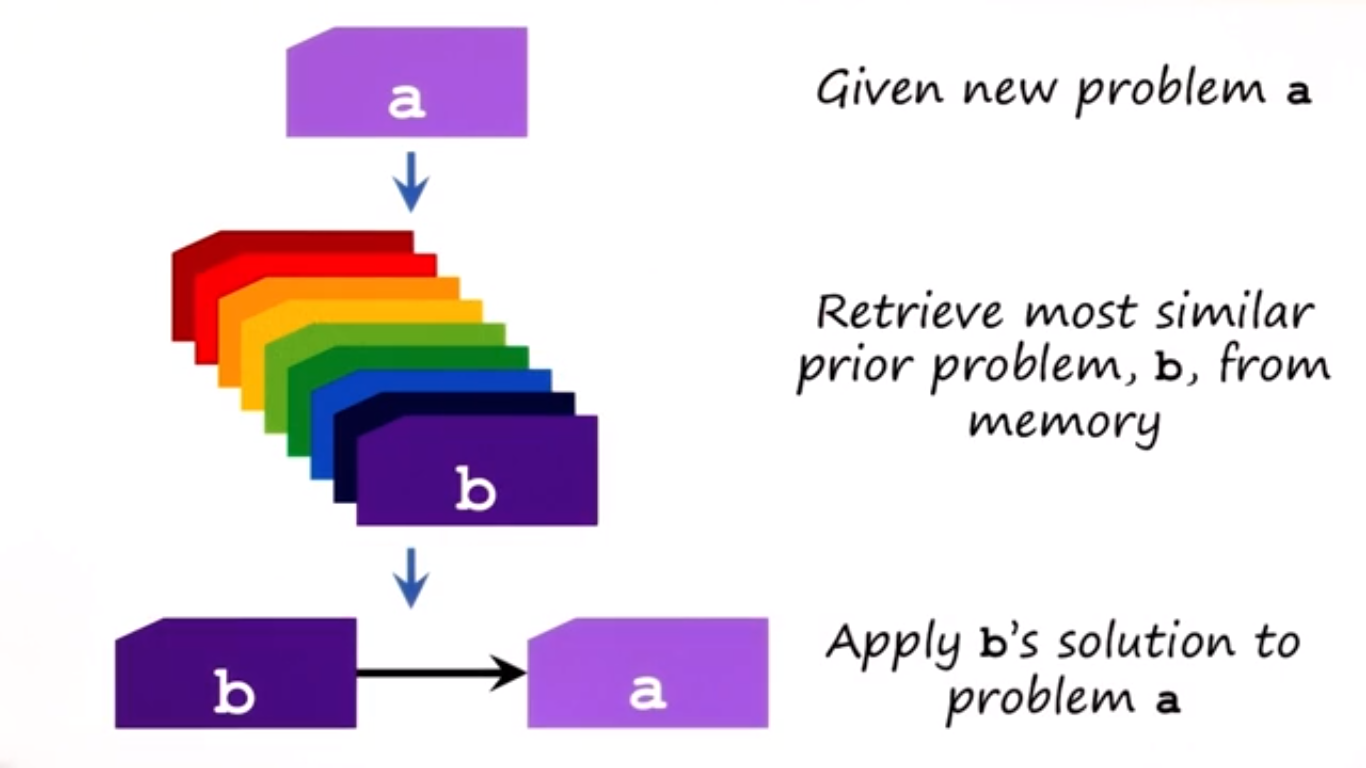 a
Given new problem a
Retrieve most similar
prior problem, b, from
memory
b
b
a
Apply b's solution to
problem a